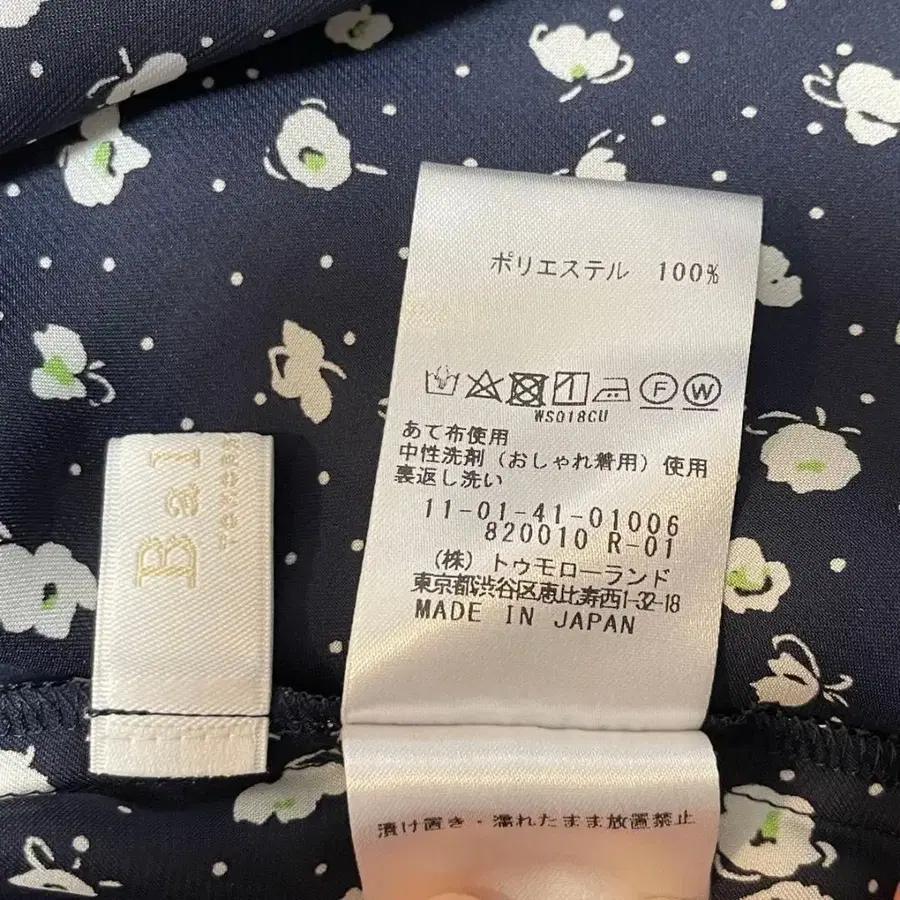 ポリエステル 100%
F W
WS018CU
あて布使用
中性洗剤（おしゃれ着用）使用
裏返し洗い
11-01-41-01006
820010 R-01
（株）トゥモローランド
東京都渋谷区恵比寿西1-32-18
MADE IN JAPAN
漬け置き・濡れたまま放置禁止
Bal